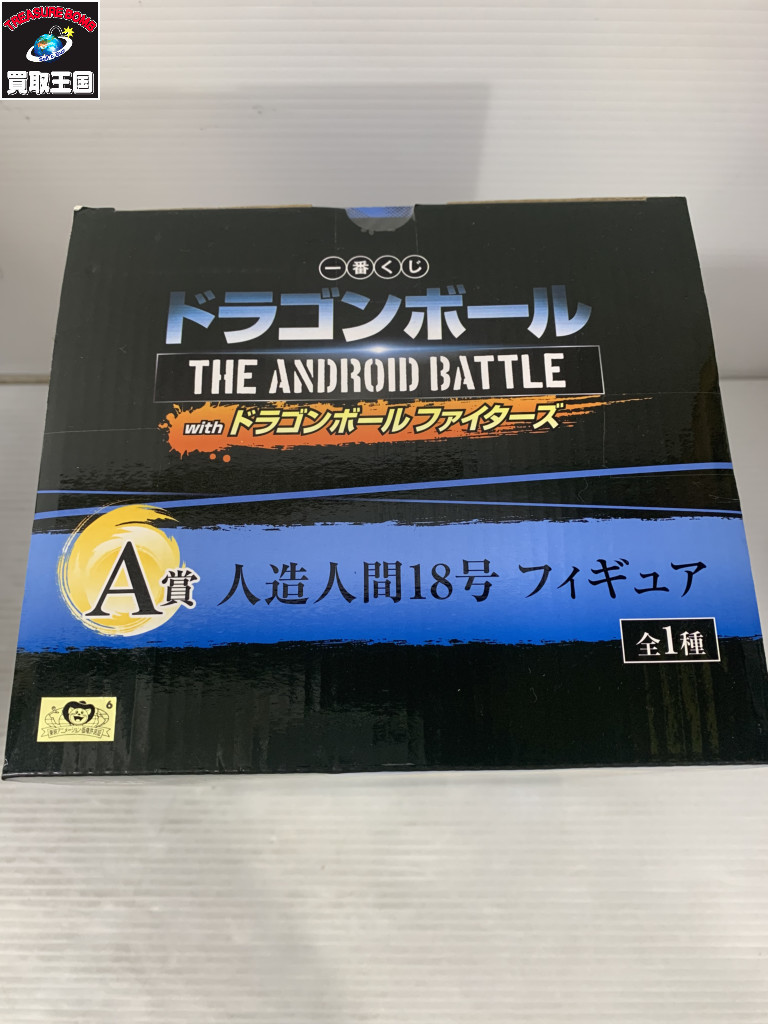 TREASURE BOMB
買取王国
一番くじ
ドラゴンボール
THE ANDROID BATTLE
with ドラゴンボール ファイターズ
A賞 人造人間18号 フィギュア
全1種
6